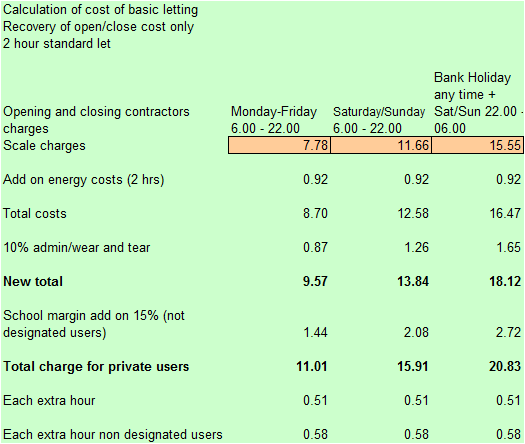 Calculation of cost of basic letting
Recovery of open/close cost only
2 hour standard let
Opening and closing contractors charges Monday-Friday 6.00 - 22.00 Saturday/Sunday 6.00 - 22.00 Bank Holiday any time + Sat/Sun 22.00 - 06.00
Scale charges 7.78 11.66 15.55
Add on energy costs (2 hrs) 0.92 0.92 0.92
Total costs 8.70 12.58 16.47
10% admin/wear and tear 0.87 1.26 1.65
New total 9.57 13.84 18.12
School margin add on 15% (not
designated users) 1.44 2.08 2.72
Total charge for private users 11.01 15.91 20.83
Each extra hour 0.51 0.51 0.51
Each extra hour non designated users 0.58 0.58 0.58